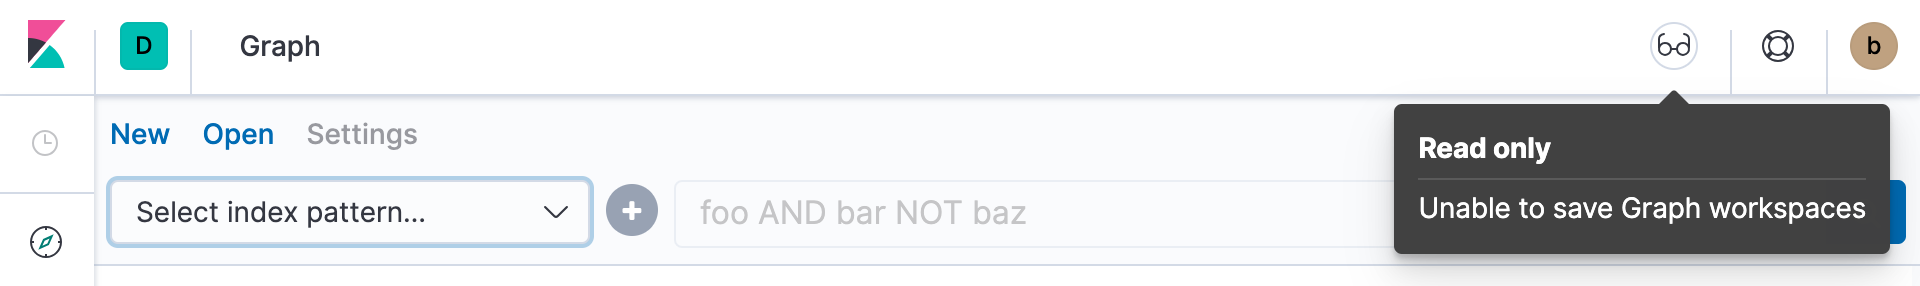 D
Graph
b
New
Open
Settings
Read only
Select index pattern...
foo AND bar NOT baz
Unable to save Graph workspaces